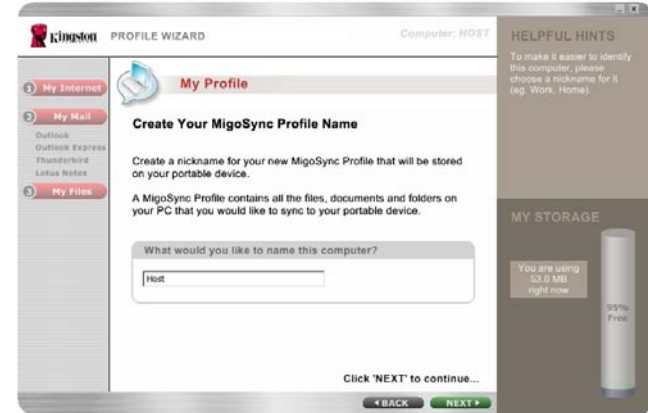 Kingston
PROFILE WIZARD
Computer: HOST
1 My Internet
2 My Mail
Outlook
Outlook Express
Thunderbird
Lotus Notes
3 My Files
My Profile
Create Your MigoSync Profile Name
Create a nickname for your new MigoSync Profile that will be stored
on your portable device.
A MigoSync Profile contains all the files, documents and folders on
your PC that you would like to sync to your portable device.
What would you like to name this computer?
Host
Click 'NEXT' to continue...
BACK
NEXT
HELPFUL HINTS
To make it easier to identify
this computer, please
choose a nickname for it
(eg. Work, Home).
MY STORAGE
You are using
53.0 MB
right now
95%
Free